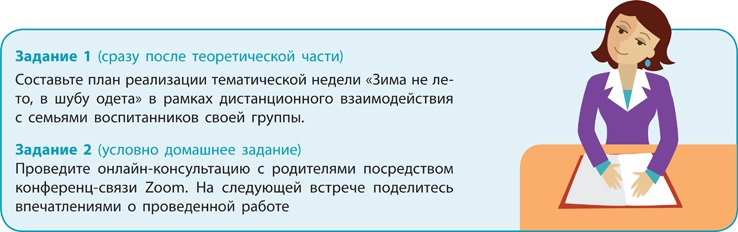 Задание 1 (сразу после теоретической части)
Составьте план реализации тематической недели «Зима не ле-
то, в шубу одета» в рамках дистанционного взаимодействия
с семьями воспитанников своей группы.
Задание 2 (условно домашнее задание)
Проведите онлайн-консультацию с родителями посредством
конференц-связи Zoom. На следующей встрече поделитесь
впечатлениями о проведенной работе